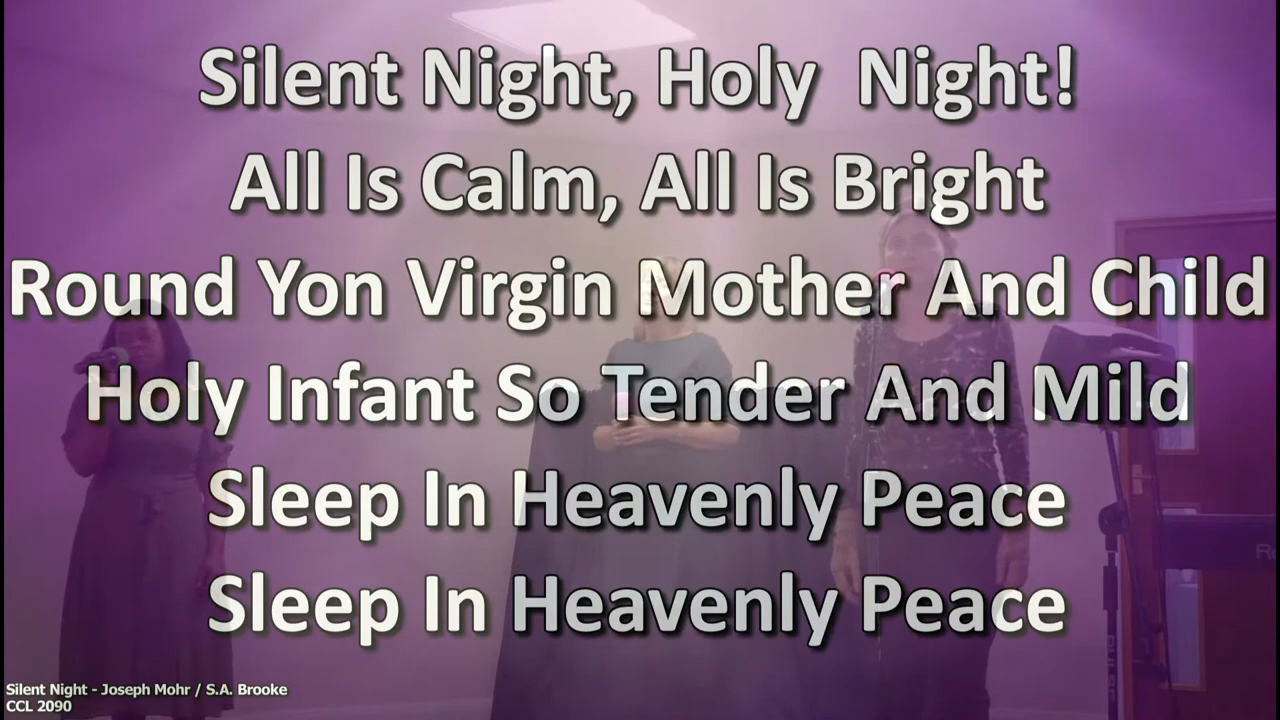 Silent Night, Holy Night!
All Is Calm, All Is Bright
Round Yon Virgin Mother And Child
Holy Infant So Tender And Mild
Sleep In Heavenly Peace
Sleep In Heavenly Peace
Silent Night - Joseph Mohr / S.A. Brooke
CCL 2090